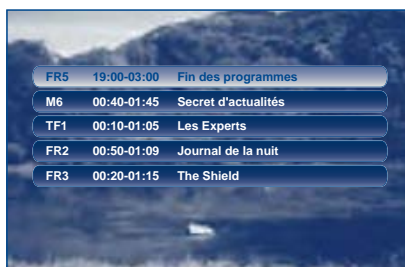 FR5 19:00-03:00 Fin des programmes
M6 00:40-01:45 Secret d'actualités
TF1 00:10-01:05 Les Experts
FR2 00:50-01:09 Journal de la nuit
FR3 00:20-01:15 The Shield